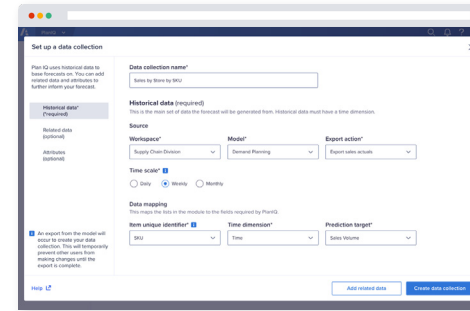 PlanIQ
Set up a data collection
Plan IQ uses historical data to
base forecasts on. You can add
related data and attributes to
further inform your forecast.
Historical data*
(*required)
Related data
(optional)
Attributes
(optional)
An export from the model will
occur to create your data
collection. This will temporarily
prevent other users from
making changes until the
export is complete.
Help
Data collection name*
Sales by Store by SKU
Historical data (required)
This is the main set of data the forecast will be generated from. Historical data must have a time dimension.
Source
Workspace* Model* Export action*
Supply Chain Division Demand Planning Export sales actuals
Time scale*
Daily Weekly Monthly
Data mapping
This maps the lists in the module to the fields required by PlanIQ.
Item unique identifier* Time dimension* Prediction target*
SKU Time Sales Volume
Add related data Create data collection